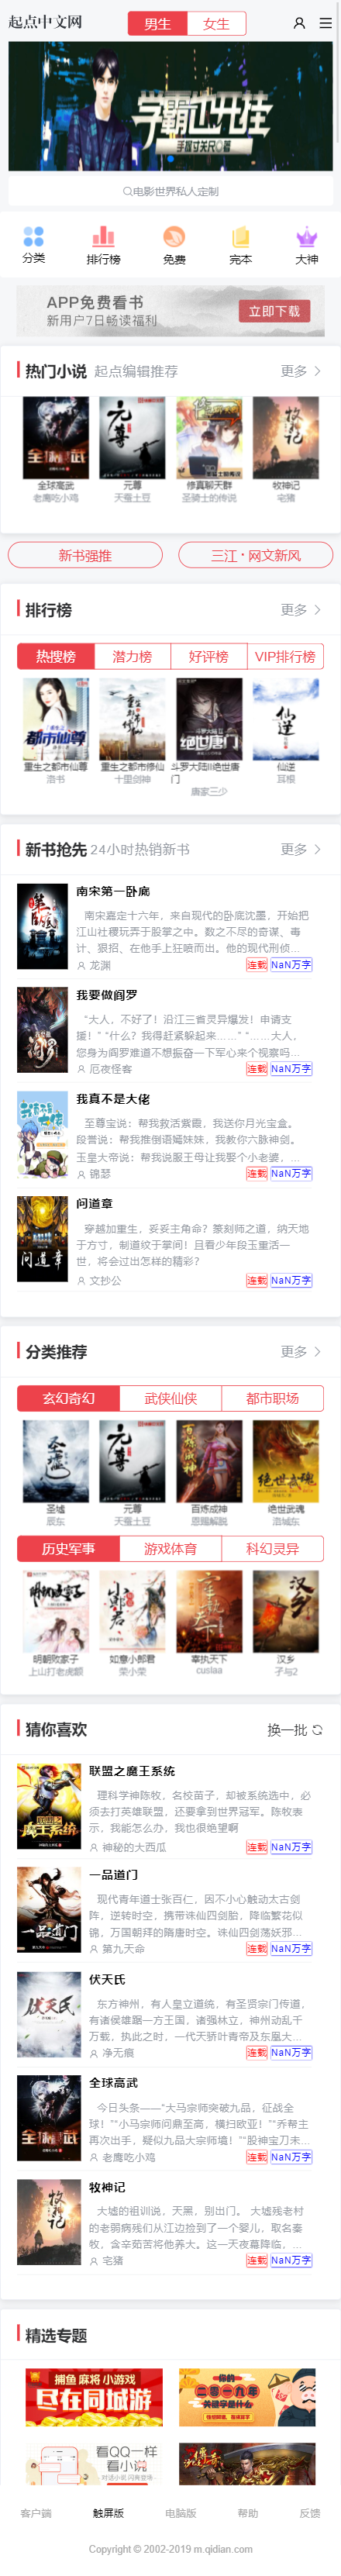 起点中文网
男生 女生
学霸也开挂
手握寸关尺 著
电影世界私人定制
分类 排行榜 免费 完本 大神
APP免费看书
新用户7日畅读福利
立即下载
热门小说 起点编辑推荐 更多
全球高武 元尊 修真聊天群 牧神记
老鹰吃小鸡 天蚕土豆 圣骑士的传说 宅猪
新书强推 三江·网文新风
排行榜 更多
热搜榜 潜力榜 好评榜 VIP排行榜
重生之都市仙尊 重生之都市修仙 斗罗大陆II绝世唐门 仙逆
洛书 十里剑神 唐家三少 耳根
新书抢先 24小时热销新书 更多
南宋第一卧底
南宋嘉定十六年，来自现代的卧底沈墨，开始把
江山社稷玩弄于股掌之中。数之不尽的奇谋、毒
计、狠招、在他手上狂喷而出。他的现代刑侦...
龙渊 连载 NaN万字
我要做阎罗
“大人，不好了！沿江三省灵异爆发！申请支
援！” “什么？我得赶紧躲起来……” “……大人，
您身为阎罗难道不想振奋一下军心来个视察吗...
厄夜怪客 连载 NaN万字
我真不是大佬
至尊宝说：帮我救活紫霞，我送你月光宝盒。
段誉说：帮我推倒语嫣妹妹，我教你六脉神剑。
玉皇大帝说：帮我说服王母让我娶个小老婆，...
锦瑟 连载 NaN万字
问道章
穿越加重生，妥妥主角命？篆刻师之道，纳天地
于方寸，制道纹于掌间！且看少年段玉重活一
世，将会过出怎样的精彩？
文抄公 连载 NaN万字
分类推荐 更多
玄幻奇幻 武侠仙侠 都市职场
圣墟 元尊 百炼成神 绝世武魂
辰东 天蚕土豆 恩赐解脱 洛城东
历史军事 游戏体育 科幻灵异
明朝败家子 如意小郎君 宰执天下 汉乡
上山打老虎额 荣小荣 cuslaa 孑与2
猜你喜欢 换一批
联盟之魔王系统
理科学神陈牧，名校苗子，却被系统选中，必
须去打英雄联盟，还要拿到世界冠军。陈牧表
示，我能怎么办，我也很绝望啊
神秘的大西瓜 连载 NaN万字
一品道门
现代青年道士张百仁，因不小心触动太古剑
阵，逆转时空，携带诛仙四剑胎，降临繁花似
锦，万国朝拜的隋唐时空。诛仙四剑荡妖邪...
第九天命 连载 NaN万字
伏天氏
东方神州，有人皇立道统，有圣贤宗门传道，
有诸侯雄踞一方王国，诸强林立，神州动乱千
万载，执此之时，一代天骄叶青帝及东凰大...
净无痕 连载 NaN万字
全球高武
今日头条——“大马宗师突破九品，征战全
球！”“小马宗师问鼎至高，横扫欧亚！”“乔帮主
再次出手，疑似九品大宗师境！”“股神宝刀未...
老鹰吃小鸡 连载 NaN万字
牧神记
大墟的祖训说，天黑，别出门。 大墟残老村
的老弱病残们从江边捡到了一个婴儿，取名秦
牧，含辛茹苦将他养大。这一天夜幕降临，...
宅猪 连载 NaN万字
精选专题
捕鱼 麻将 小游戏
尽在同城游
你的
二零一九年
关键字是什么
看QQ一样
看小说
客户端 触屏版 电脑版 帮助 反馈
Copyright © 2002-2019 m.qidian.com